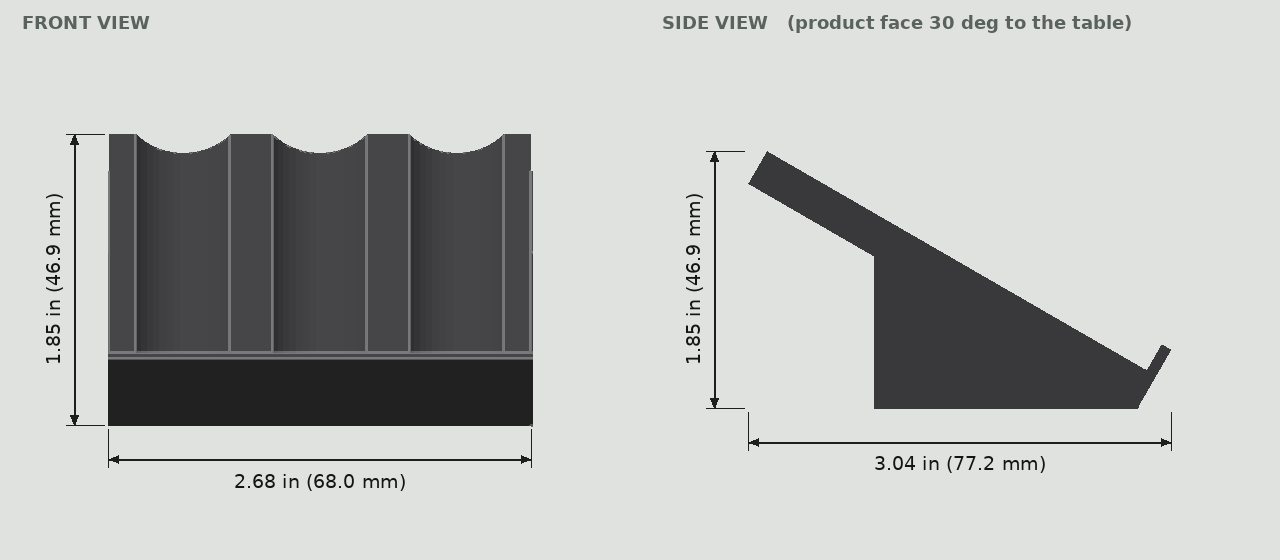 FRONT VIEW
SIDE VIEW (product face 30 deg to the table)
1.85 in (46.9 mm)
1.85 in (46.9 mm)
2.68 in (68.0 mm)
3.04 in (77.2 mm)